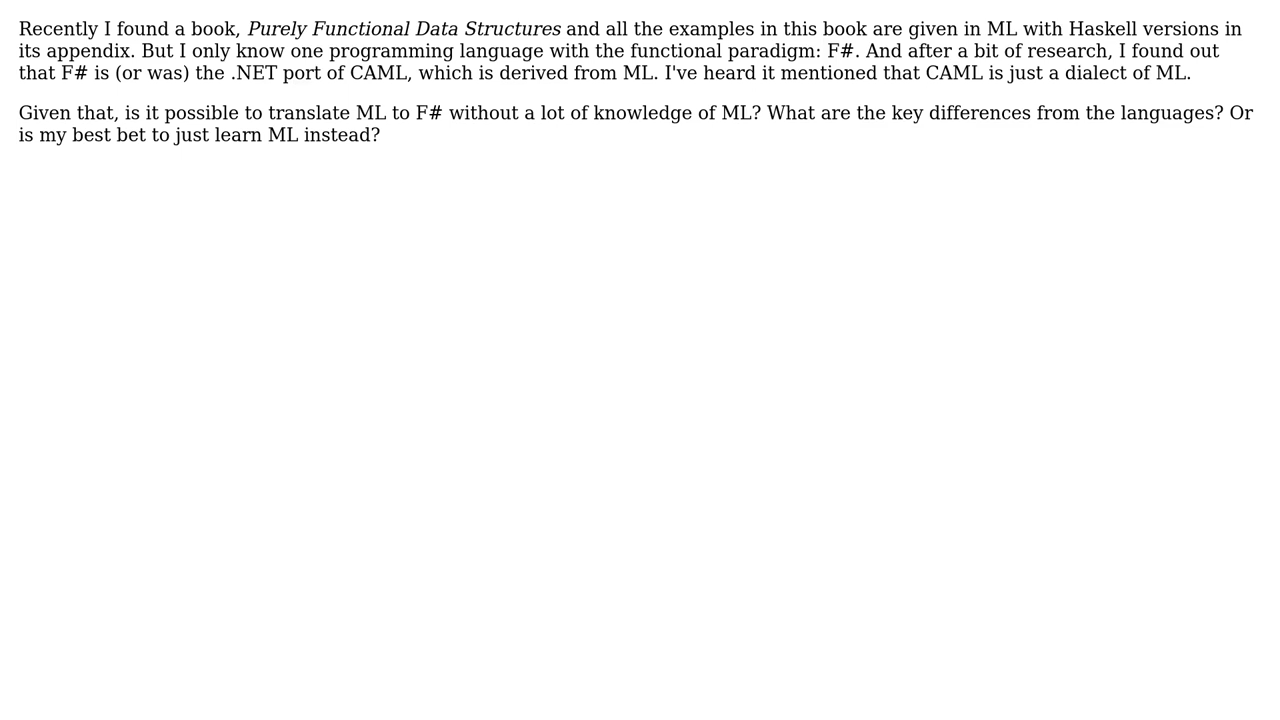 Recently I found a book, Purely Functional Data Structures and all the examples in this book are given in ML with Haskell versions in
its appendix. But I only know one programming language with the functional paradigm: F#. And after a bit of research, I found out
that F# is (or was) the .NET port of CAML, which is derived from ML. I've heard it mentioned that CAML is just a dialect of ML.
Given that, is it possible to translate ML to F# without a lot of knowledge of ML? What are the key differences from the languages? Or
is my best bet to just learn ML instead?